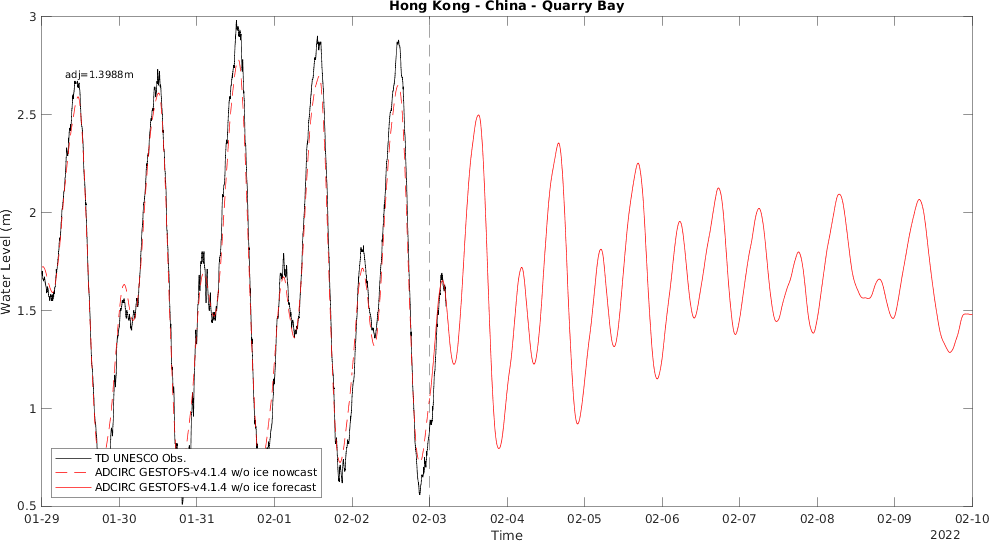 Hong Kong - China - Quarry Bay
3
adj=1.3988m
2.5
2
Water Level (m)
1.5
1
0.5
TD UNESCO Obs.
ADCIRC GESTOFS-v4.1.4 w/o ice nowcast
ADCIRC GESTOFS-v4.1.4 w/o ice forecast
01-29 01-30 01-31 02-01 02-02 02-03 02-04 02-05 02-06 02-07 02-08 02-09 02-10
Time
2022